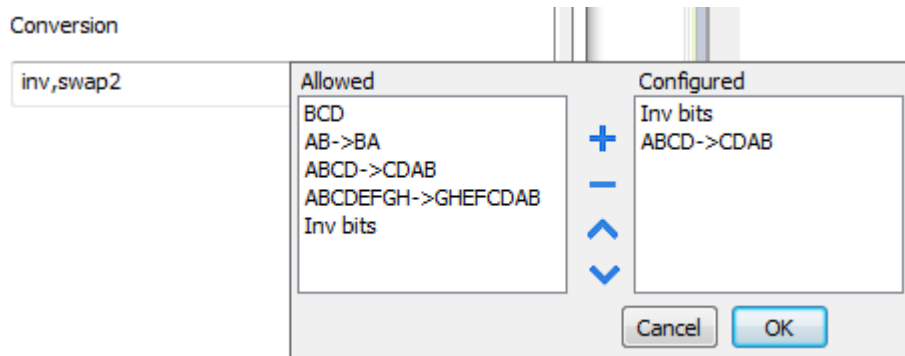 Conversion
inv,swap2
Allowed
BCD
AB->BA
ABCD->CDAB
ABCDEFGH->GHEFCDAB
Inv bits
Configured
Inv bits
ABCD->CDAB
Cancel
OK